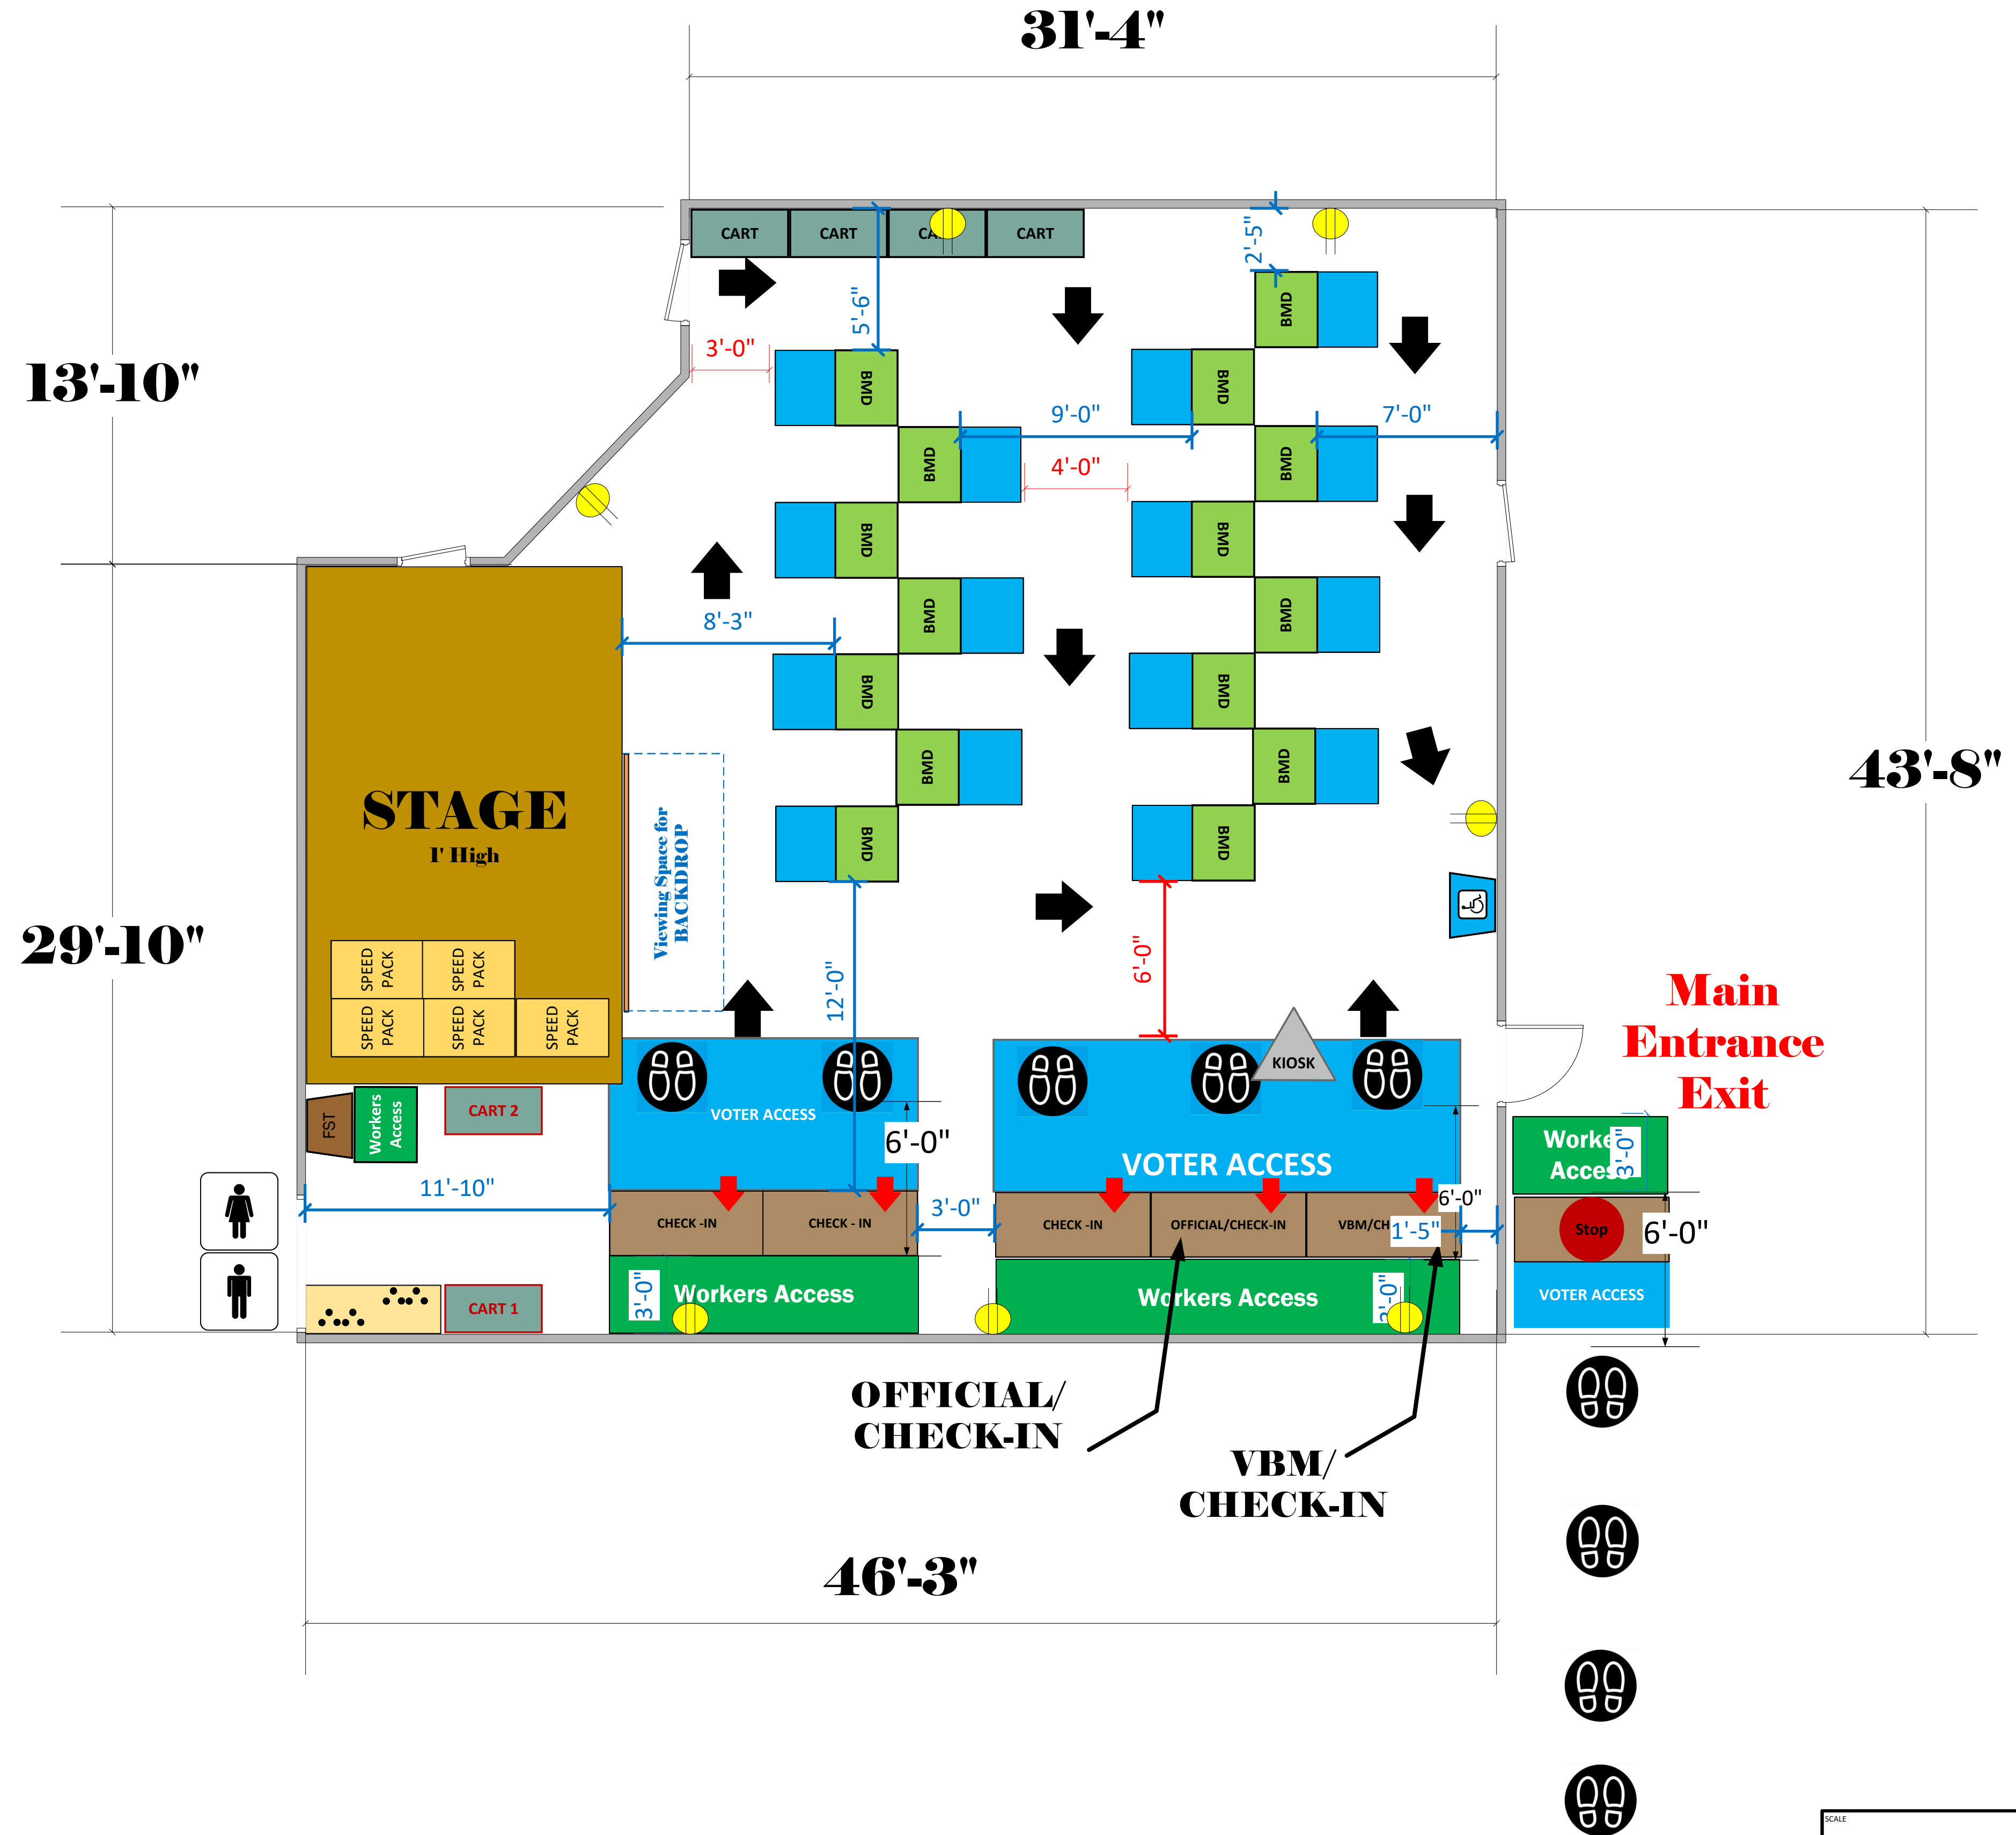 31'-4"
CART
CART
CART
2'-5"
5'-6"
BMD
13'-10"
3'-0"
BMD
BMD
9'-0"
7'-0"
BMD
BMD
4'-0"
BMD
BMD
BMD
BMD
8'-3"
BMD
BMD
BMD
BMD
STAGE
1' High
Viewing Space for
BACKDROP
BMD
BMD
43'-8"
29'-10"
SPEED
PACK
SPEED
PACK
SPEED
PACK
SPEED
PACK
SPEED
PACK
12'-0"
6'-0"
Main
Entrance
Exit
KIOSK
FST
Workers
Access
CART 2
VOTER ACCESS
6'-0"
VOTER ACCESS
3'-0"
11'-10"
CHECK -IN
CHECK - IN
3'-0"
CHECK -IN
OFFICIAL/CHECK-IN
6'-0"
1'-5"
Stop
6'-0"
CART 1
3'-0"
Workers Access
Workers Access
VOTER ACCESS
OFFICIAL/
CHECK-IN
VBM/
CHECK-IN
46'-3"
SCALE